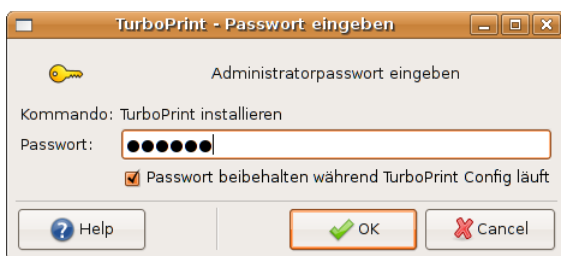 TurboPrint - Passwort eingeben
Administratorpasswort eingeben
Kommando: TurboPrint installieren
Passwort: ●●●●●●
Passwort beibehalten während TurboPrint Config läuft
Help OK Cancel